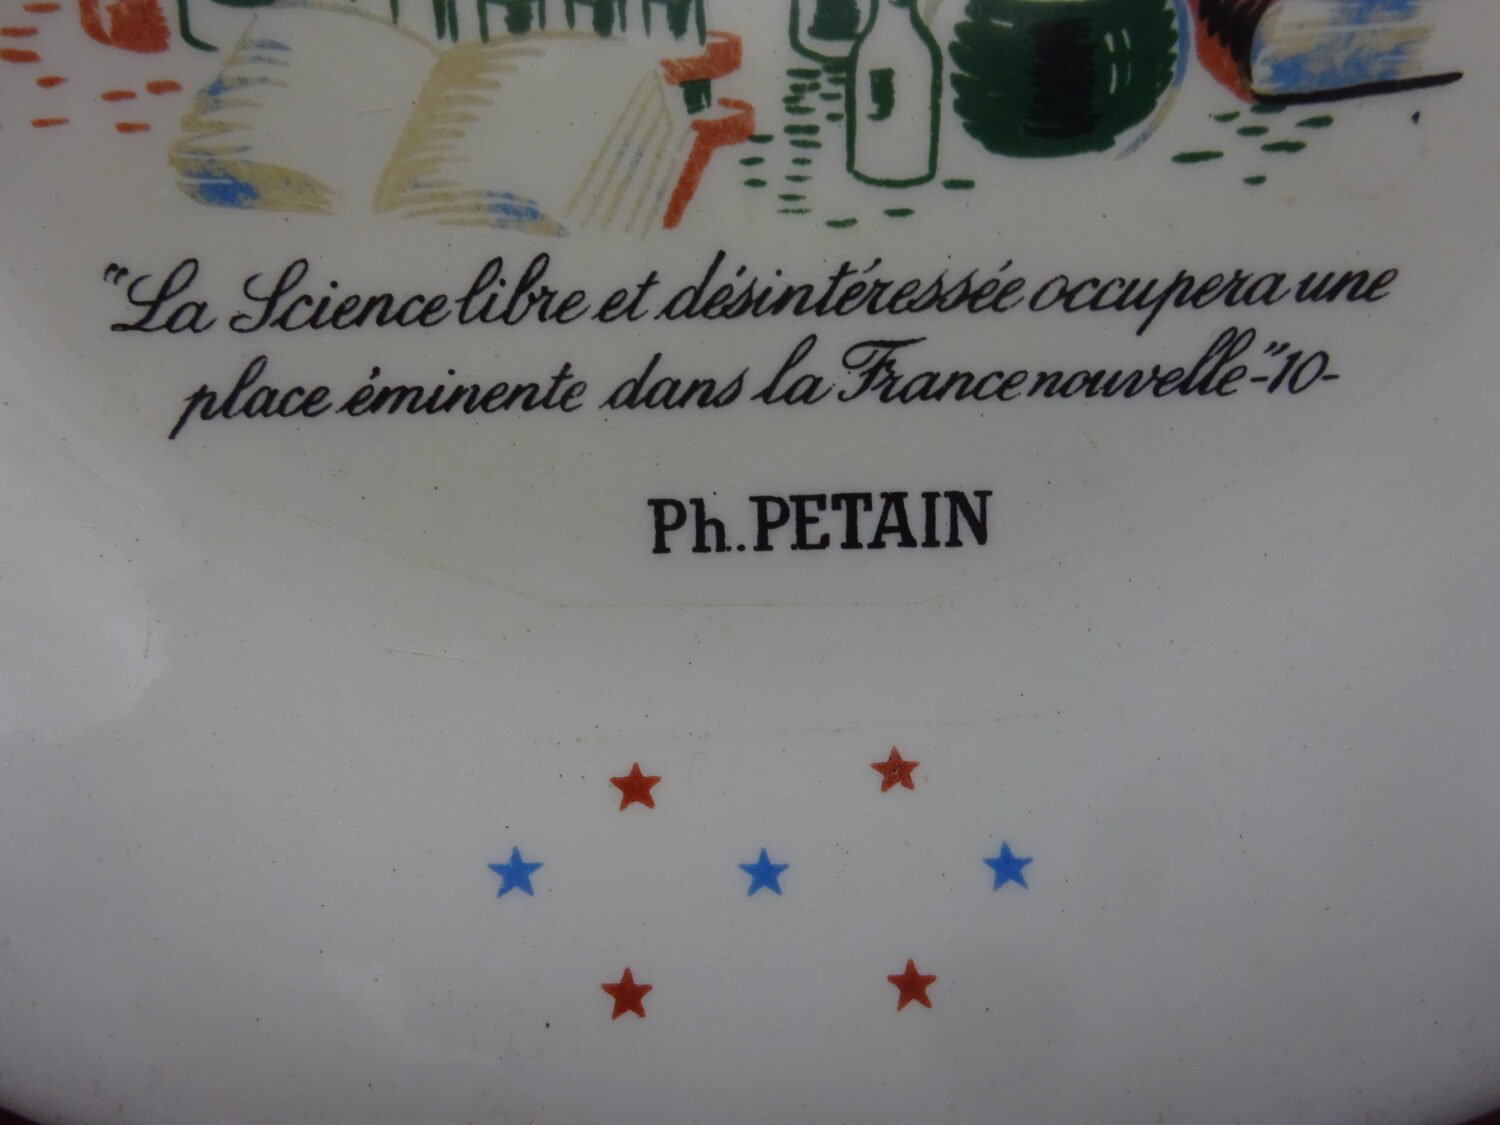 "La Science libre et désintéressée occupera une
place éminente dans la France nouvelle"-10-
Ph. PETAIN